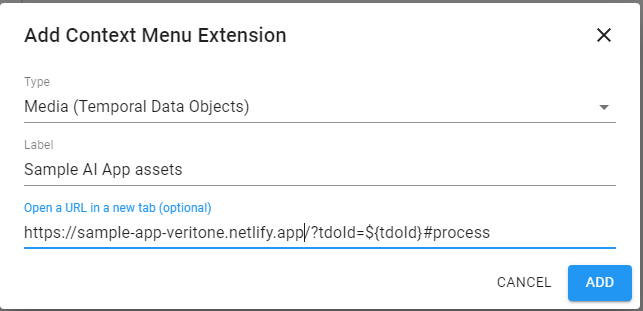 Add Context Menu Extension
Type
Media (Temporal Data Objects)
Label
Sample AI App assets
Open a URL in a new tab (optional)
https://sample-app-veritone.netlify.app/?tdoId=${tdoId}#process
CANCEL ADD